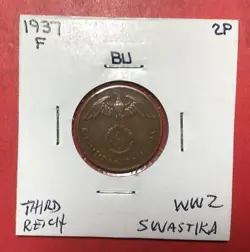 1937 2P
F
BU
THIRD WW2
REICH SWASTIKA